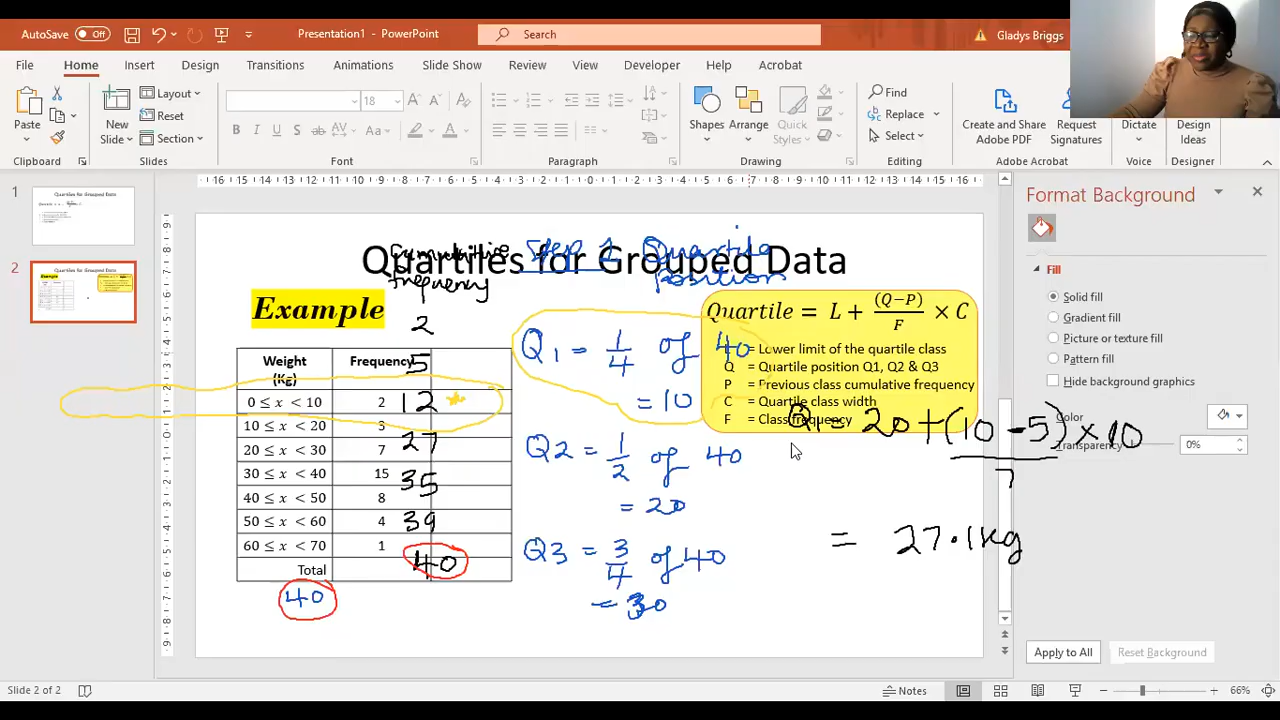 AutoSave Off Presentation1 - PowerPoint Search Gladys Briggs
File Home Insert Design Transitions Animations Slide Show Review View Developer Help Acrobat
Paste
Clipboard
New Slide
Layout
Reset
Section
Slides
18
Font
Paragraph
Shapes
Arrange
Quick Styles
Drawing
Find
Replace
Select
Editing
Create and Share Adobe PDF
Request Signatures
Adobe Acrobat
Dictate
Voice
Design Ideas
Designer
1
2
Quartiles for Grouped Data
Cumulative frequency
Step 1 Quartile Position
Example
Quartile = L + (Q−P)/F × C
= Lower limit of the quartile class
Q = Quartile position Q1, Q2 & Q3
P = Previous class cumulative frequency
C = Quartile class width
F = Class frequency
Weight (Kg) Frequency
0 ≤ x < 10 2
10 ≤ x < 20 3
20 ≤ x < 30 7
30 ≤ x < 40 15
40 ≤ x < 50 8
50 ≤ x < 60 4
60 ≤ x < 70 1
Total
40
2
5
12
27
35
39
40
Q1 = 1/4 of 40
= 10
Q2 = 1/2 of 40
= 20
Q3 = 3/4 of 40
= 30
Q1 = 20 + (10 - 5) × 10
7
= 27.1kg
Format Background
Fill
Solid fill
Gradient fill
Picture or texture fill
Pattern fill
Hide background graphics
Color
Transparency 0%
Apply to All Reset Background
Slide 2 of 2 Notes 66%